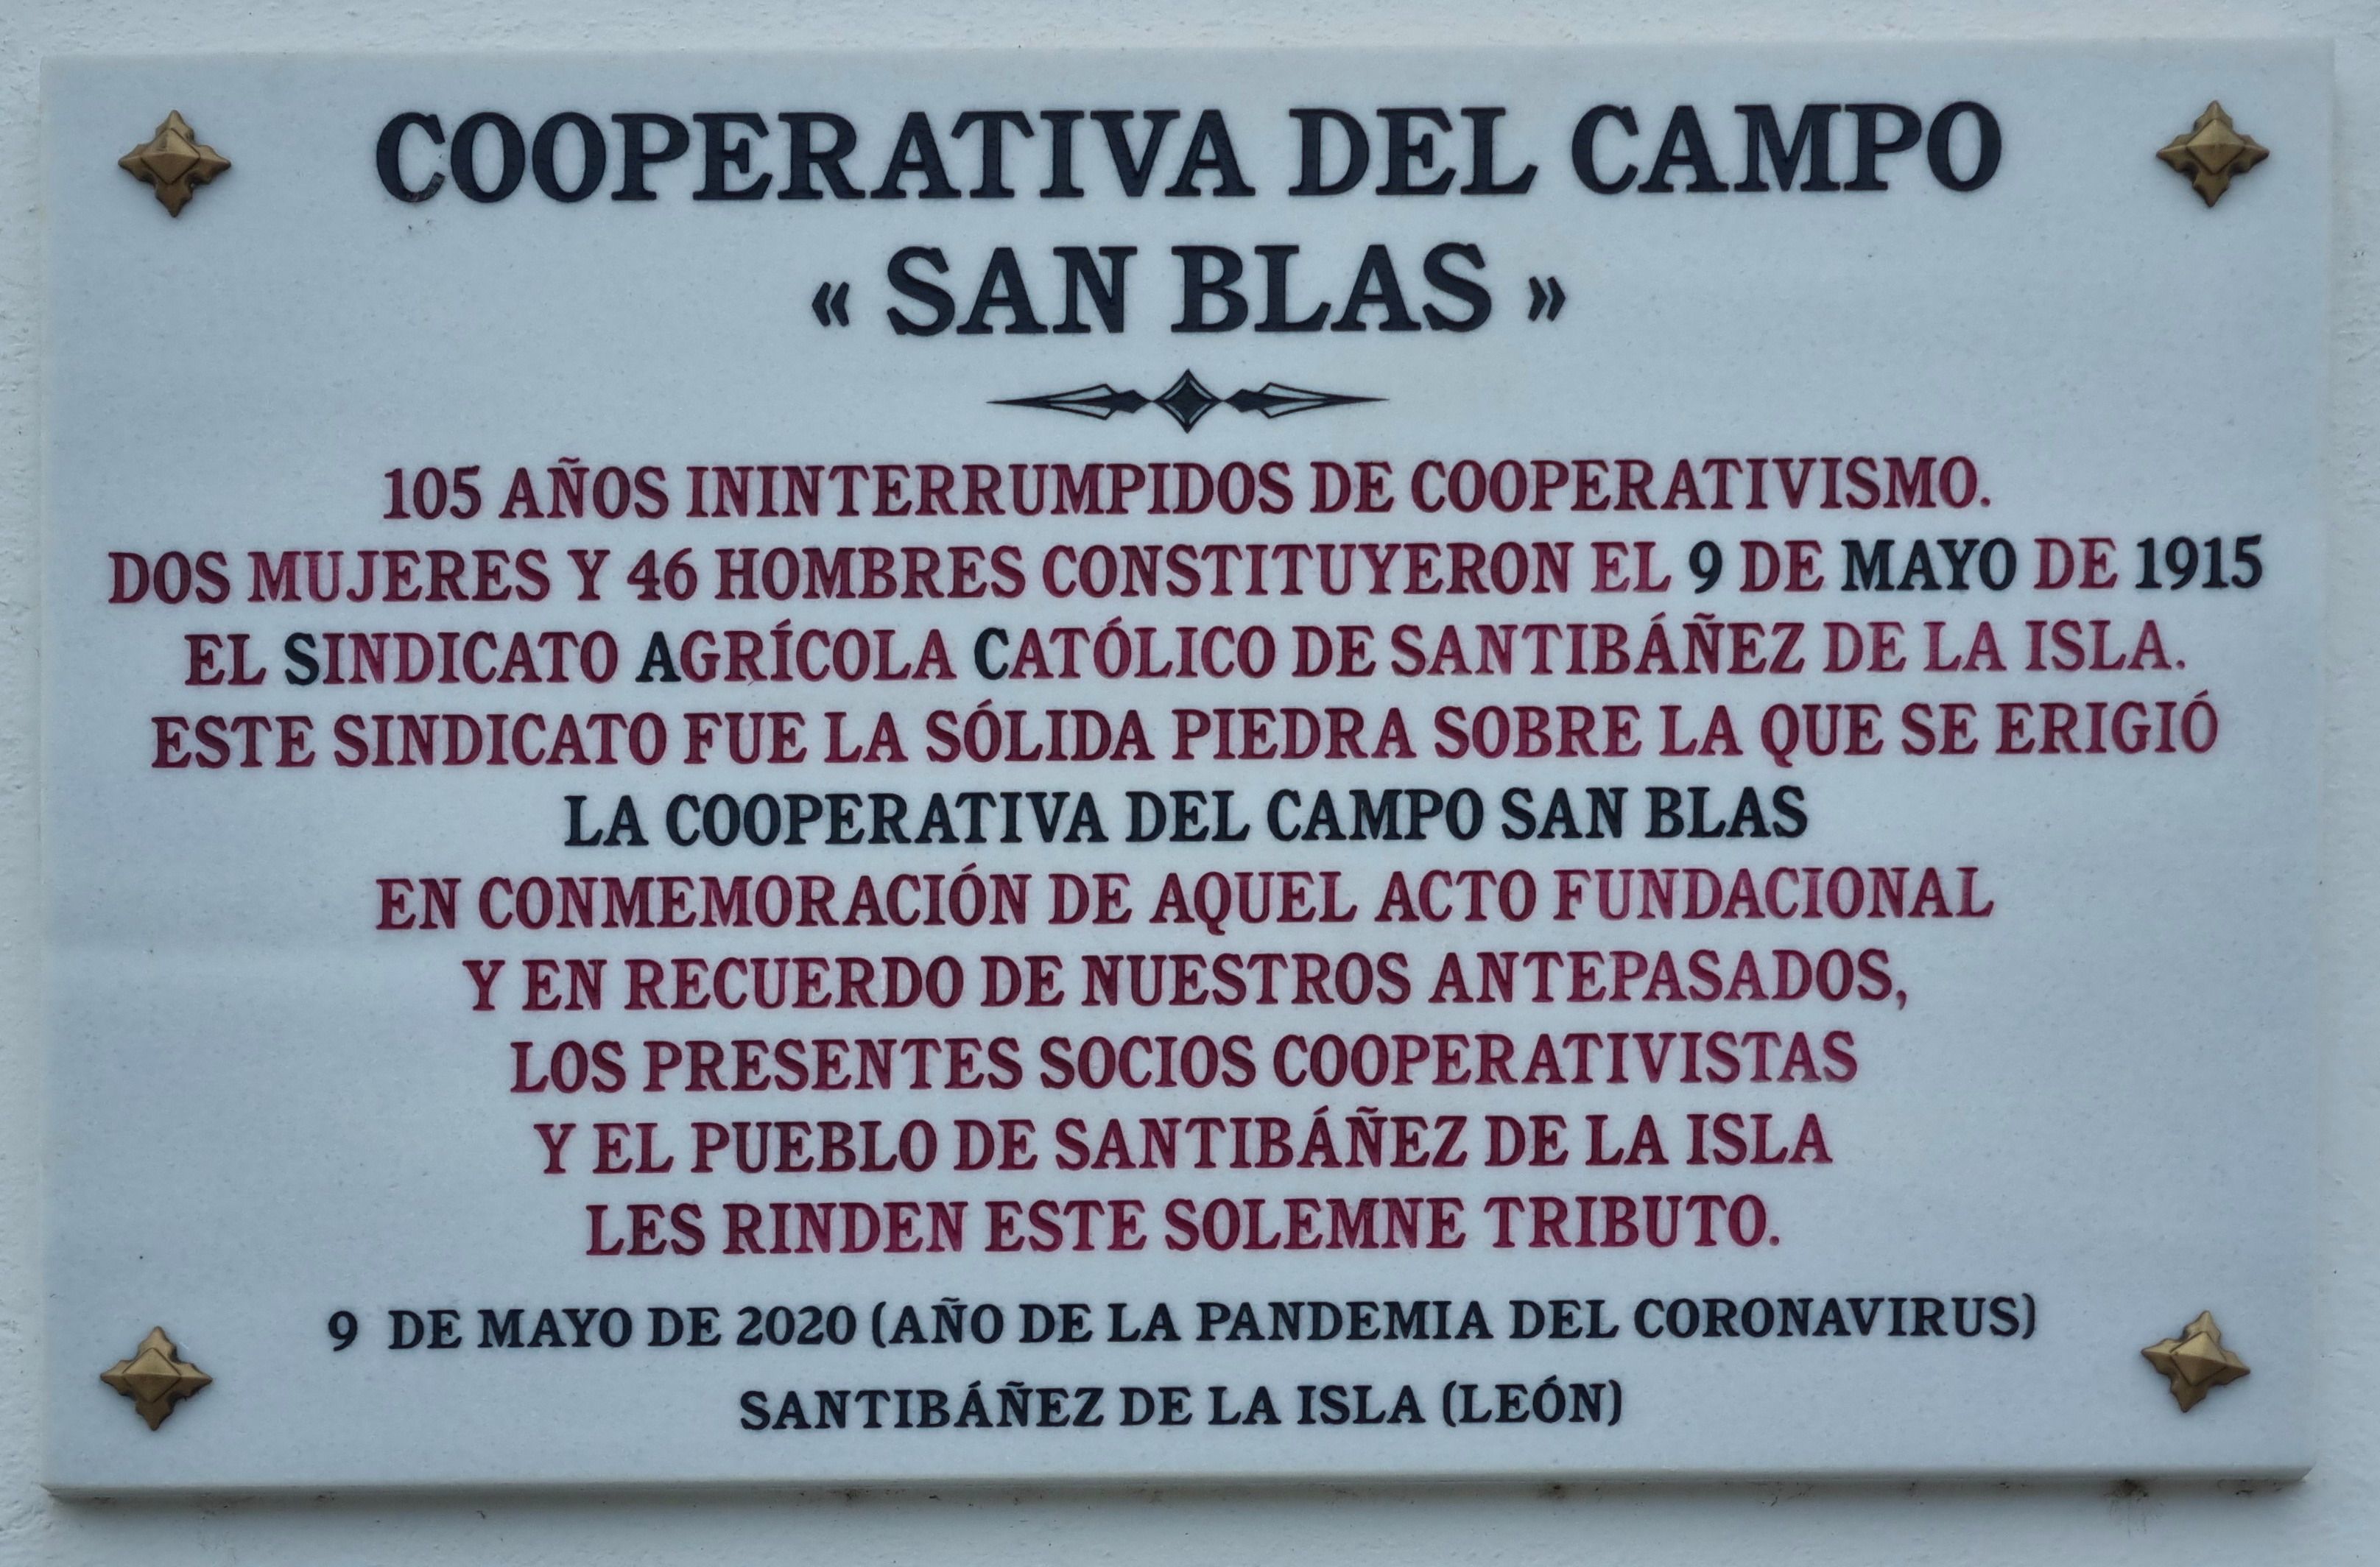 COOPERATIVA DEL CAMPO
« SAN BLAS »
105 AÑOS ININTERRUMPIDOS DE COOPERATIVISMO.
DOS MUJERES Y 46 HOMBRES CONSTITUYERON EL 9 DE MAYO DE 1915
EL SINDICATO AGRÍCOLA CATÓLICO DE SANTIBÁÑEZ DE LA ISLA.
ESTE SINDICATO FUE LA SÓLIDA PIEDRA SOBRE LA QUE SE ERIGIÓ
LA COOPERATIVA DEL CAMPO SAN BLAS
EN CONMEMORACIÓN DE AQUEL ACTO FUNDACIONAL
Y EN RECUERDO DE NUESTROS ANTEPASADOS,
LOS PRESENTES SOCIOS COOPERATIVISTAS
Y EL PUEBLO DE SANTIBÁÑEZ DE LA ISLA
LES RINDEN ESTE SOLEMNE TRIBUTO.
9 DE MAYO DE 2020 (AÑO DE LA PANDEMIA DEL CORONAVIRUS)
SANTIBÁÑEZ DE LA ISLA (LEÓN)